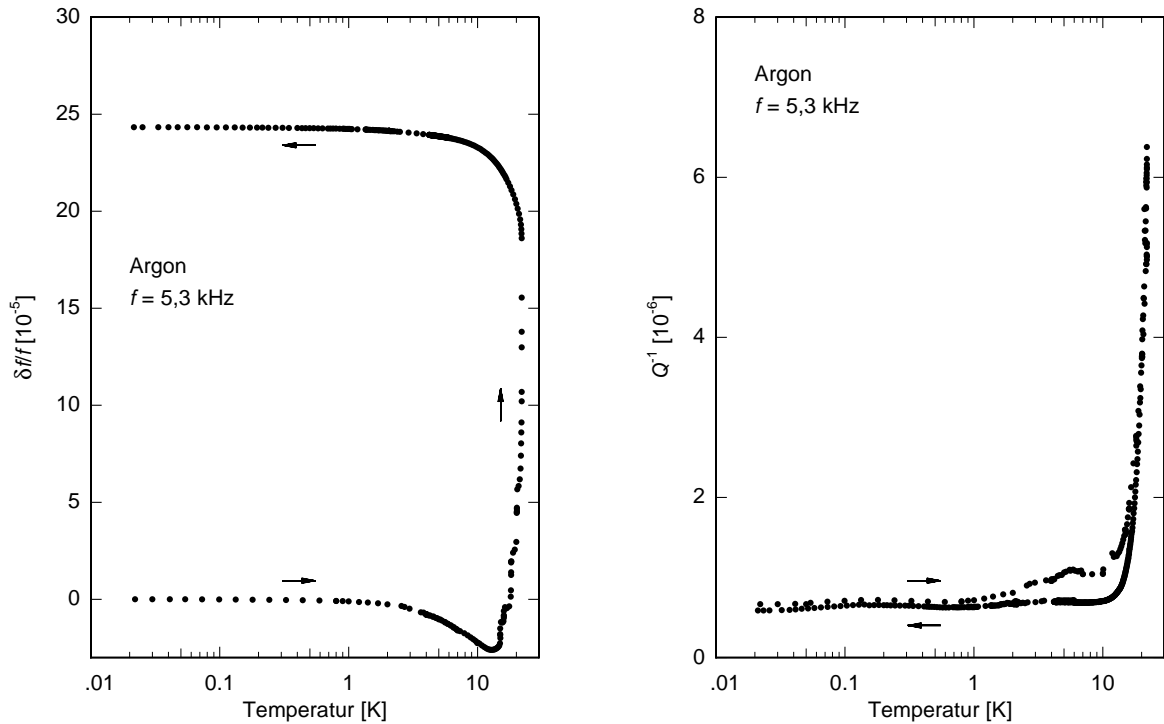 30
25
20
15
10
5
0
δf/f [10-5]
Argon
f = 5,3 kHz
.01
0.1
1
10
Temperatur [K]
8
6
4
2
0
Q-1 [10-6]
Argon
f = 5,3 kHz
.01
0.1
1
10
Temperatur [K]